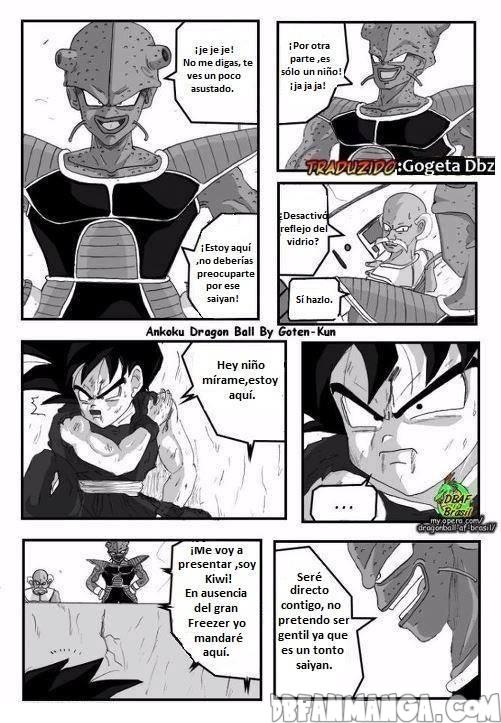 ¡je je je!
No me digas, te
ves un poco
asustado.
¡Estoy aquí
,no deberías
preocuparte
por ese
saiyan!
¡Por otra
parte ,es
sólo un niño!
¡ja ja ja!
TRADUZIDO:Gogeta Dbz
¿Desactivó
reflejo del
vidrio?
Sí hazlo.
Ankoku Dragon Ball By Goten-Kun
Hey niño
mírame,estoy
aquí.
...
DBAF
Brasil
my.opera.com/
dragonball-af-brasil/
¡Me voy a
presentar ,soy
Kiwi!
En ausencia
del gran
Freezer yo
mandaré
aquí.
Seré
directo
contigo, no
pretendo ser
gentil ya que
es un tonto
saiyan.
DBFANMANGA.COM